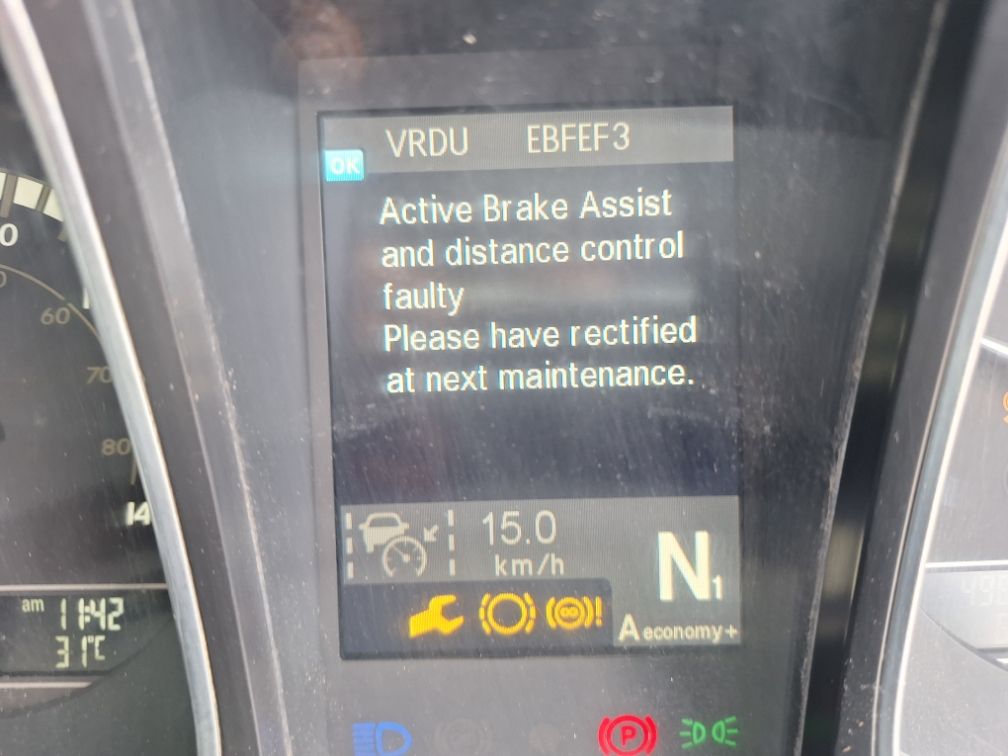 VRDU EBFEF3
OK
Active Brake Assist
and distance control
faulty
Please have rectified
at next maintenance.
15.0
km/h
N1
A economy+
60
70
80
14
am 11:42
31°C
P